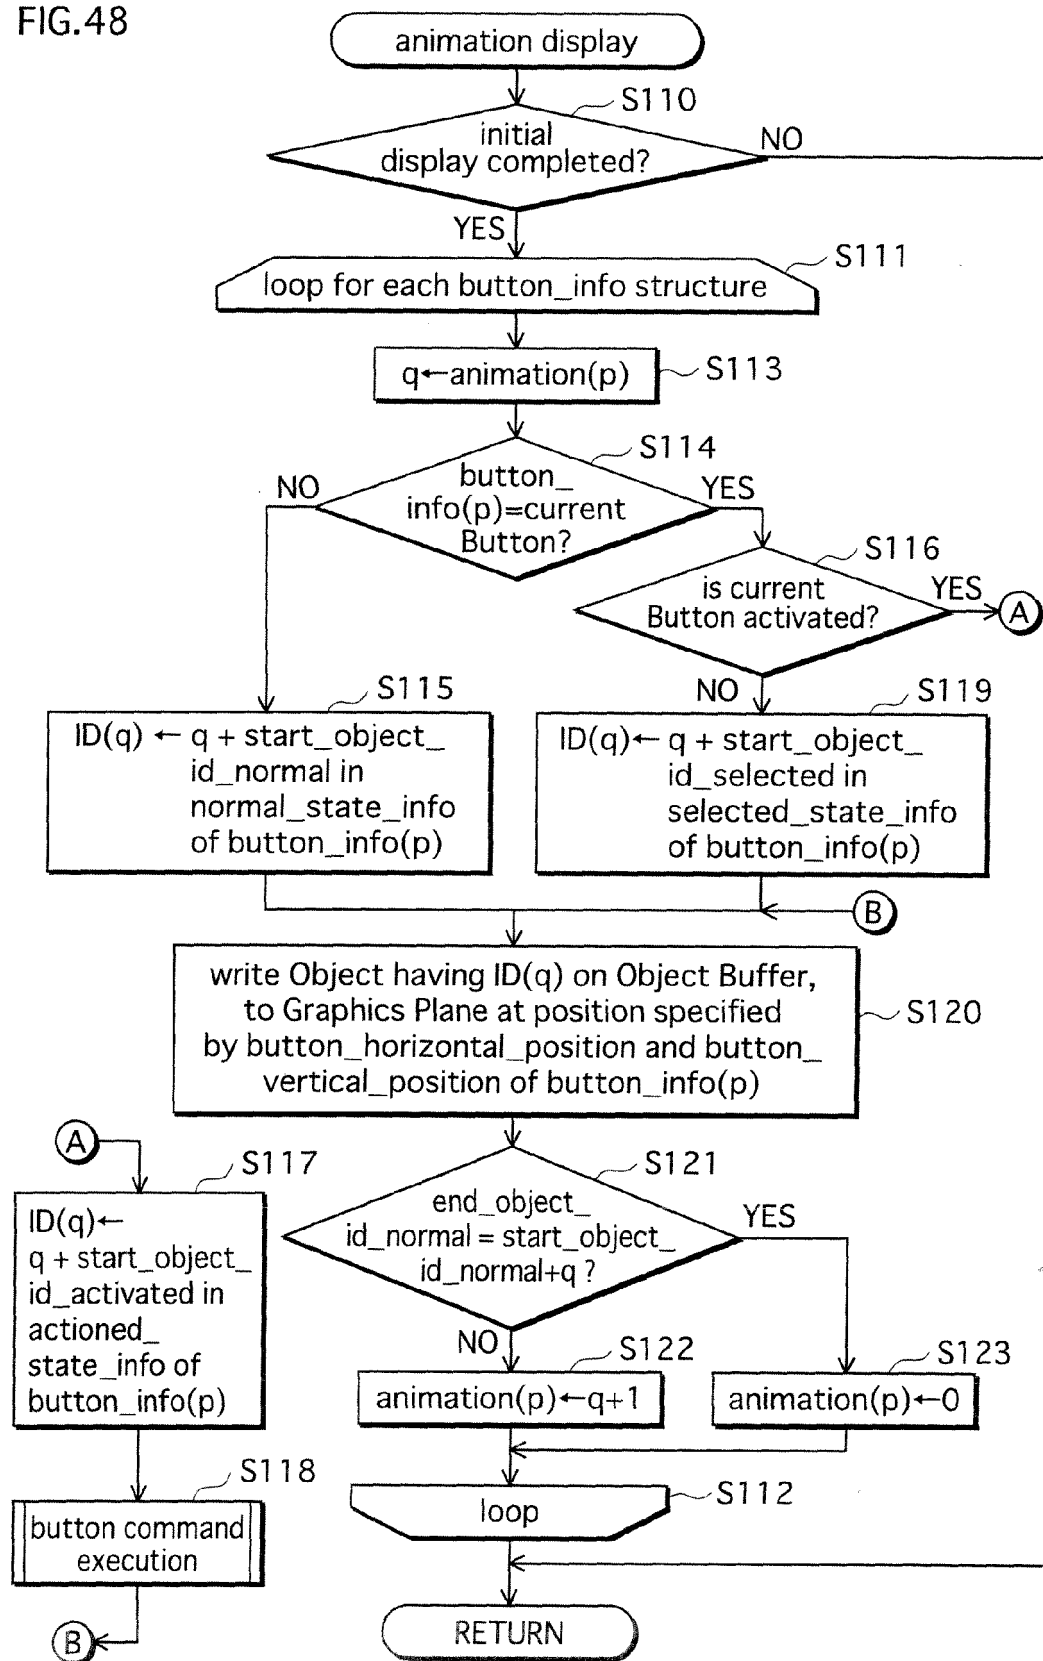 FIG.48
animation display
S110
initial
display completed?
NO
YES
S111
loop for each button_info structure
q←animation(p)
S113
S114
button_
info(p)=current
Button?
NO
YES
S116
is current
Button activated?
YES
A
NO
S115
ID(q) ← q + start_object_
id_normal in
normal_state_info
of button_info(p)
S119
ID(q)← q + start_object_
id_selected in
selected_state_info
of button_info(p)
B
write Object having ID(q) on Object Buffer,
to Graphics Plane at position specified
by button_horizontal_position and button_
vertical_position of button_info(p)
S120
A
S117
ID(q)←
q + start_object_
id_activated in
actioned_
state_info of
button_info(p)
S118
button command
execution
B
S121
end_object_
id_normal = start_object_
id_normal+q ?
YES
NO
S122
animation(p)←q+1
S123
animation(p)←0
S112
loop
RETURN